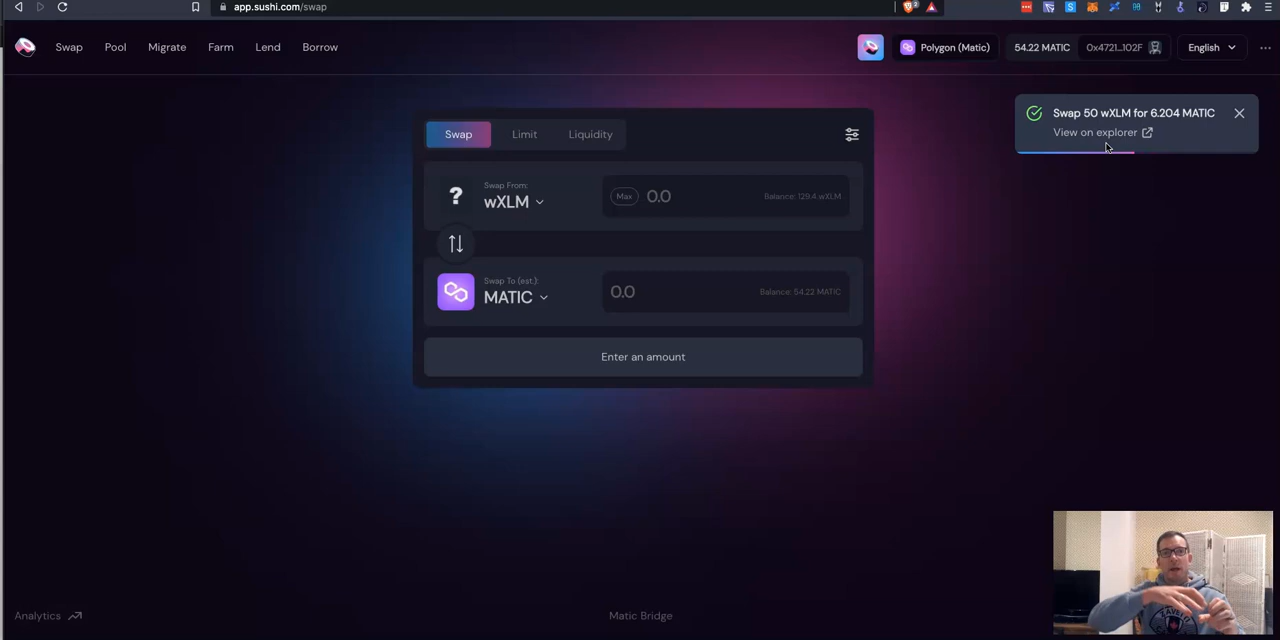 app.sushi.com/swap
2
Swap Pool Migrate Farm Lend Borrow
Polygon (Matic) 54.22 MATIC 0x4721...102F English
Swap 50 wXLM for 6.204 MATIC
View on explorer
Swap Limit Liquidity
Swap From:
?
wXLM
Max 0.0 Balance: 129.4 wXLM
Swap To (est.):
MATIC
0.0 Balance: 54.22 MATIC
Enter an amount
Analytics
Matic Bridge